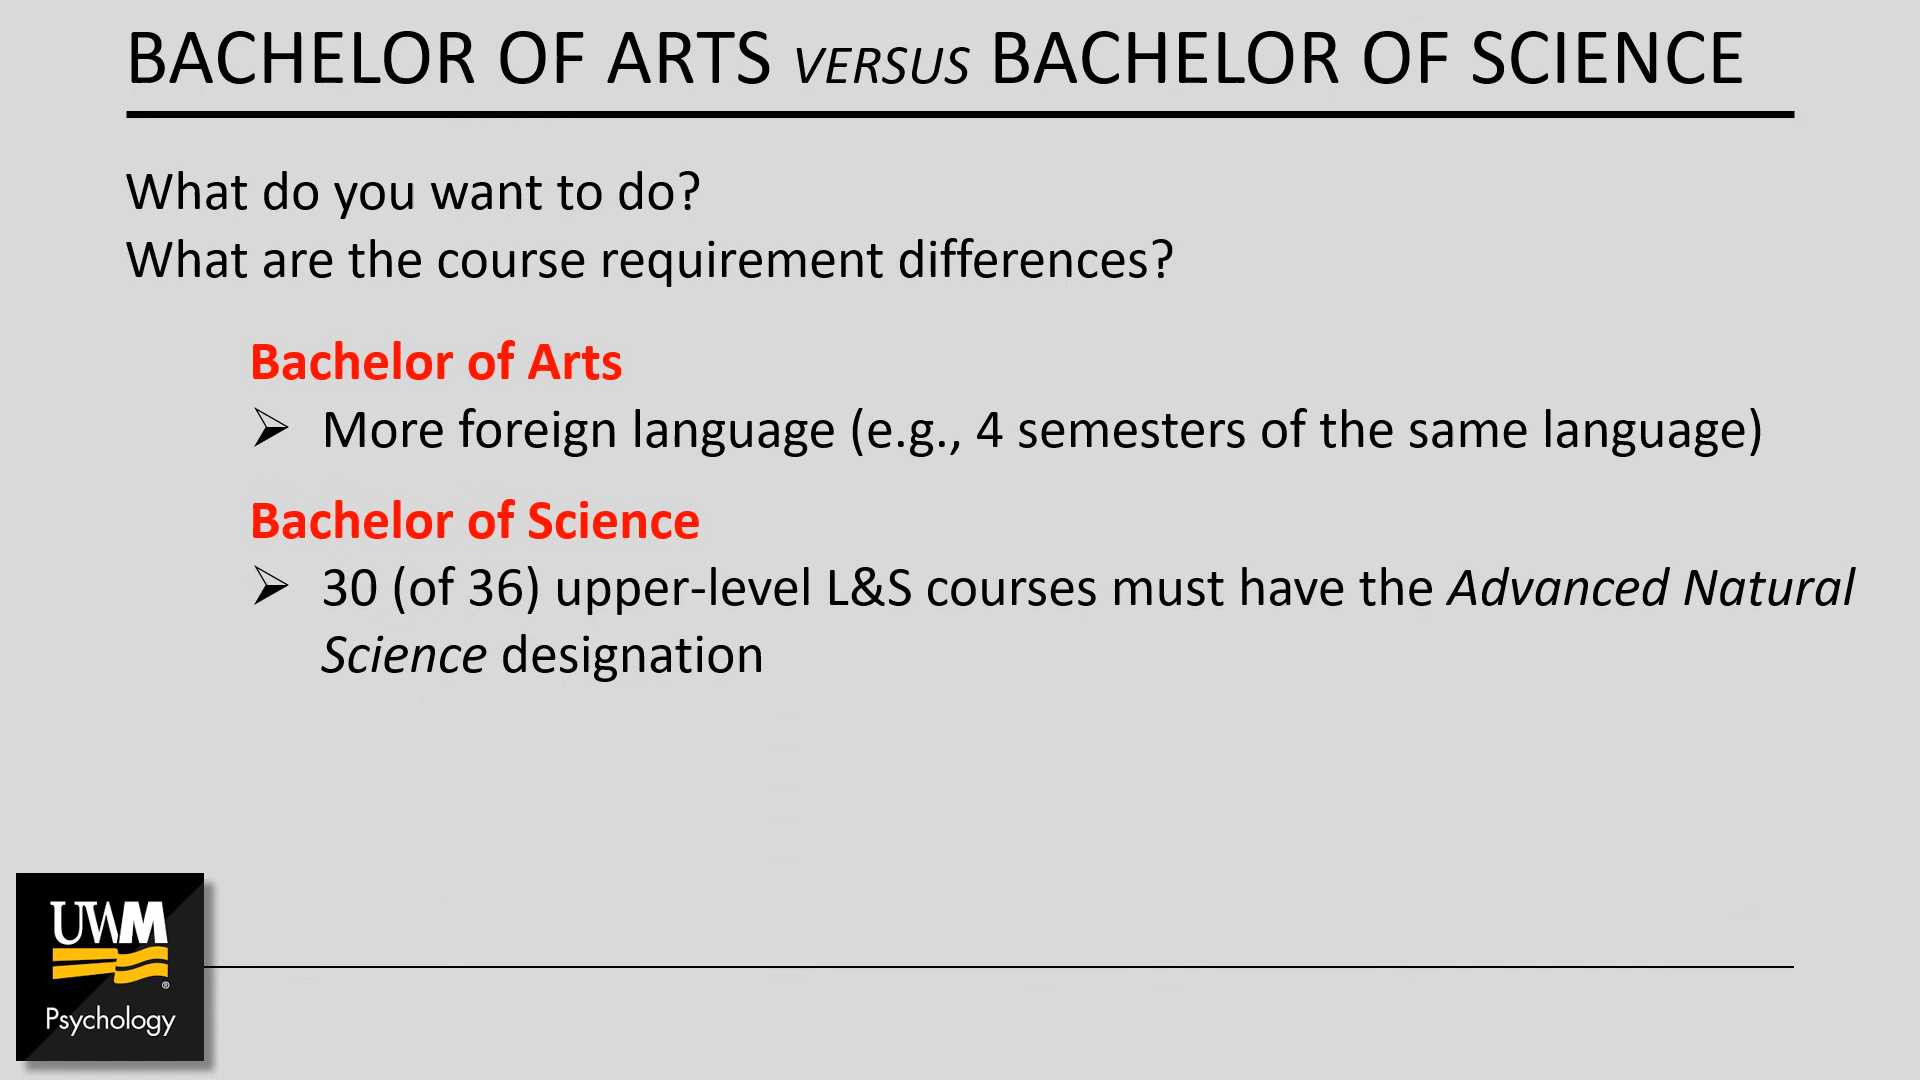 BACHELOR OF ARTS VERSUS BACHELOR OF SCIENCE
What do you want to do?
What are the course requirement differences?
Bachelor of Arts
➢ More foreign language (e.g., 4 semesters of the same language)
Bachelor of Science
➢ 30 (of 36) upper-level L&S courses must have the Advanced Natural
Science designation
UWM
®
Psychology